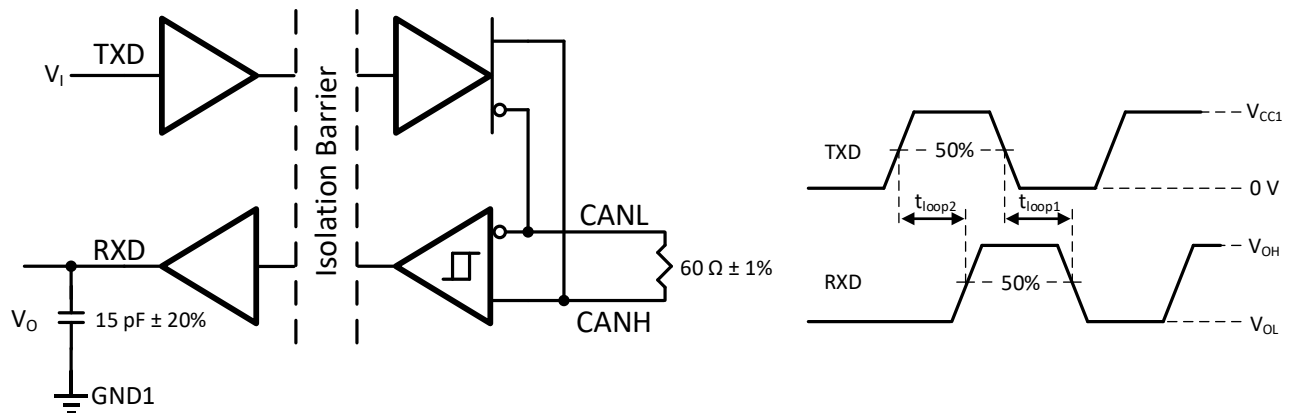 TXD
V_I
Isolation Barrier
CANL
60 Ω ± 1%
CANH
RXD
V_O
15 pF ± 20%
GND1
TXD
50%
V_CC1
0 V
t_loop2
t_loop1
RXD
50%
V_OH
V_OL